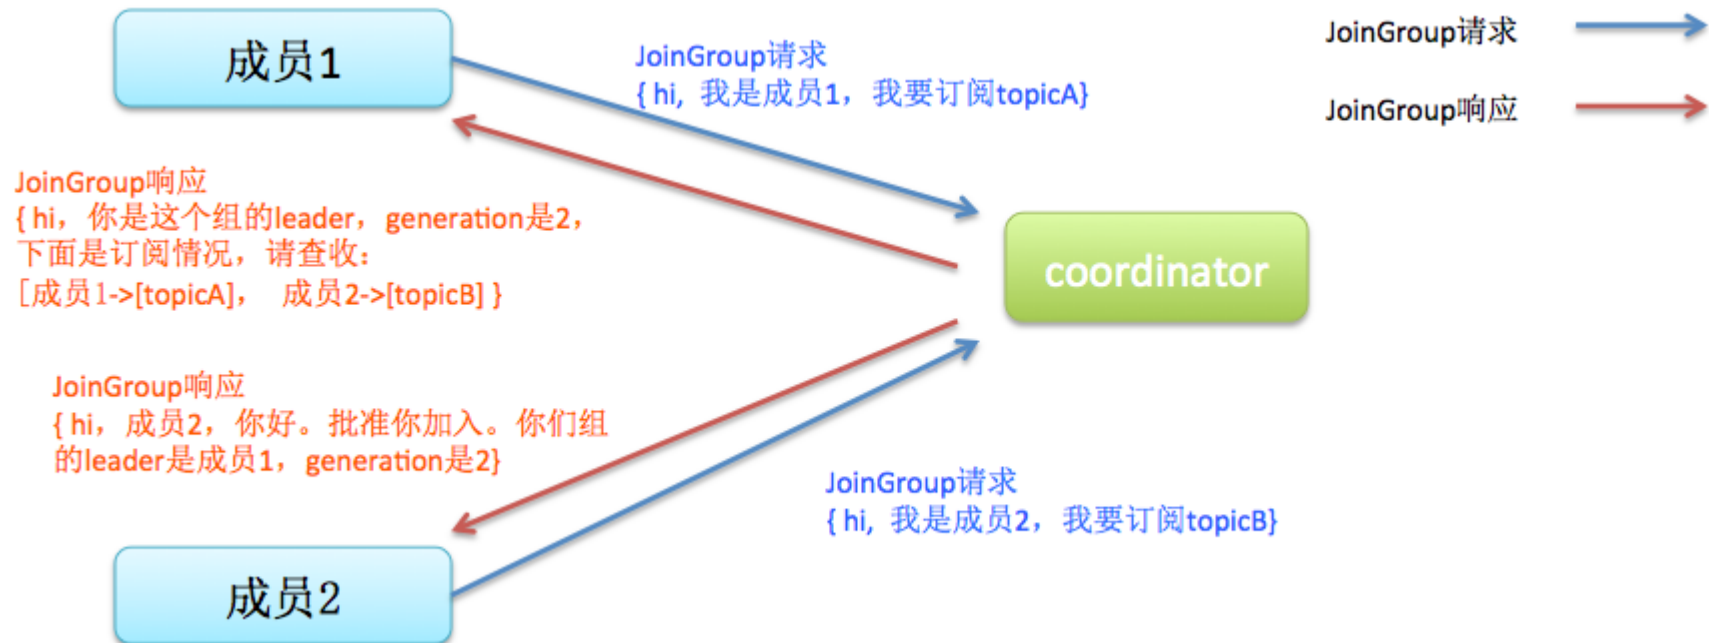 成员1
JoinGroup请求
{ hi, 我是成员1，我要订阅topicA}
JoinGroup请求
JoinGroup响应
JoinGroup响应
{ hi，你是这个组的leader，generation是2，
下面是订阅情况，请查收：
[成员1->[topicA]， 成员2->[topicB] }
coordinator
JoinGroup响应
{ hi，成员2，你好。批准你加入。你们组
的leader是成员1，generation是2}
JoinGroup请求
{ hi, 我是成员2，我要订阅topicB}
成员2